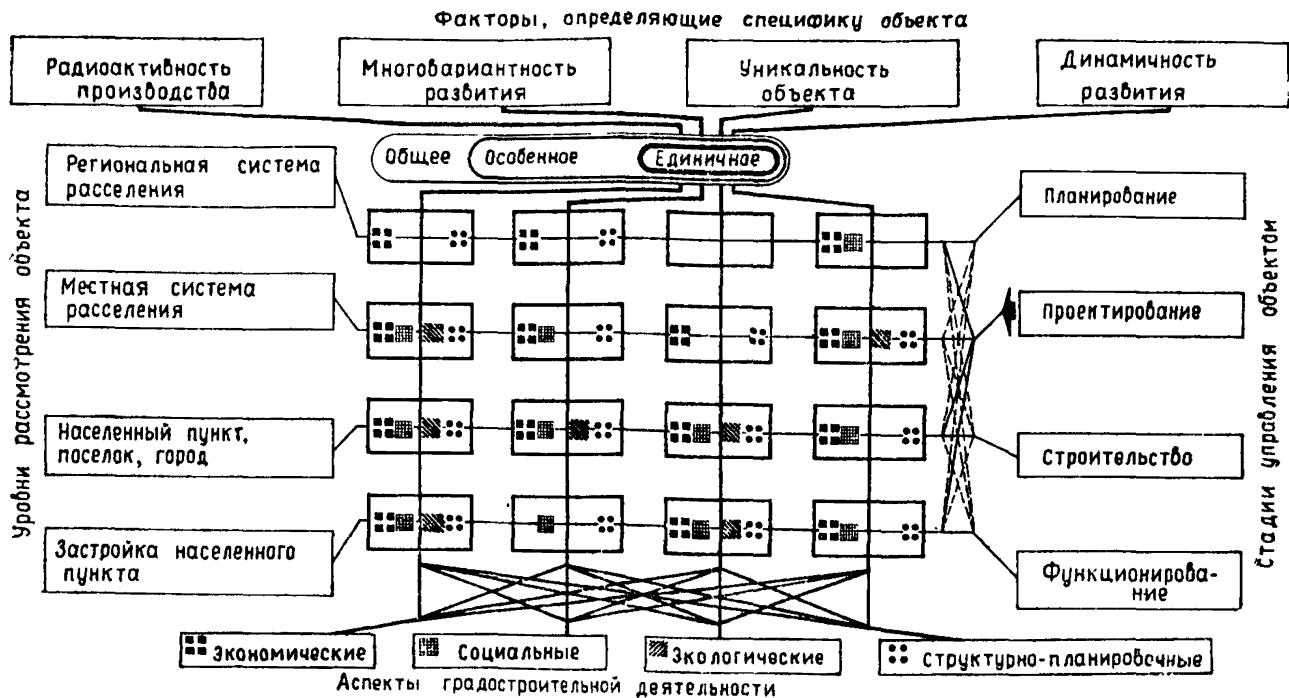 Факторы, определяющие специфику объекта
Радиоактивность
производства
Многовариантность
развития
Уникальность
объекта
Динамичность
развития
Общее
Особенное
Единичное
Уровни рассмотрения объекта
Региональная система
расселения
Местная система
расселения
Населенный пункт,
поселок, город
Застройка населенного
пункта
Стадии управления объектом
Планирование
Проектирование
Строительство
Функционирова-
ние
Экономические
Социальные
Экологические
Структурно-планировочные
Аспекты градостроительной деятельности